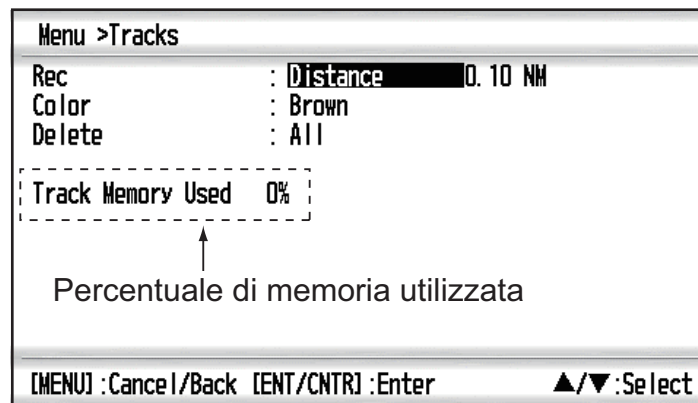 Menu >Tracks
Rec : Distance 0.10 NM
Color : Brown
Delete : All
Track Memory Used 0%
Percentuale di memoria utilizzata
[MENU]:Cancel/Back [ENT/CNTR]:Enter ▲/▼:Select